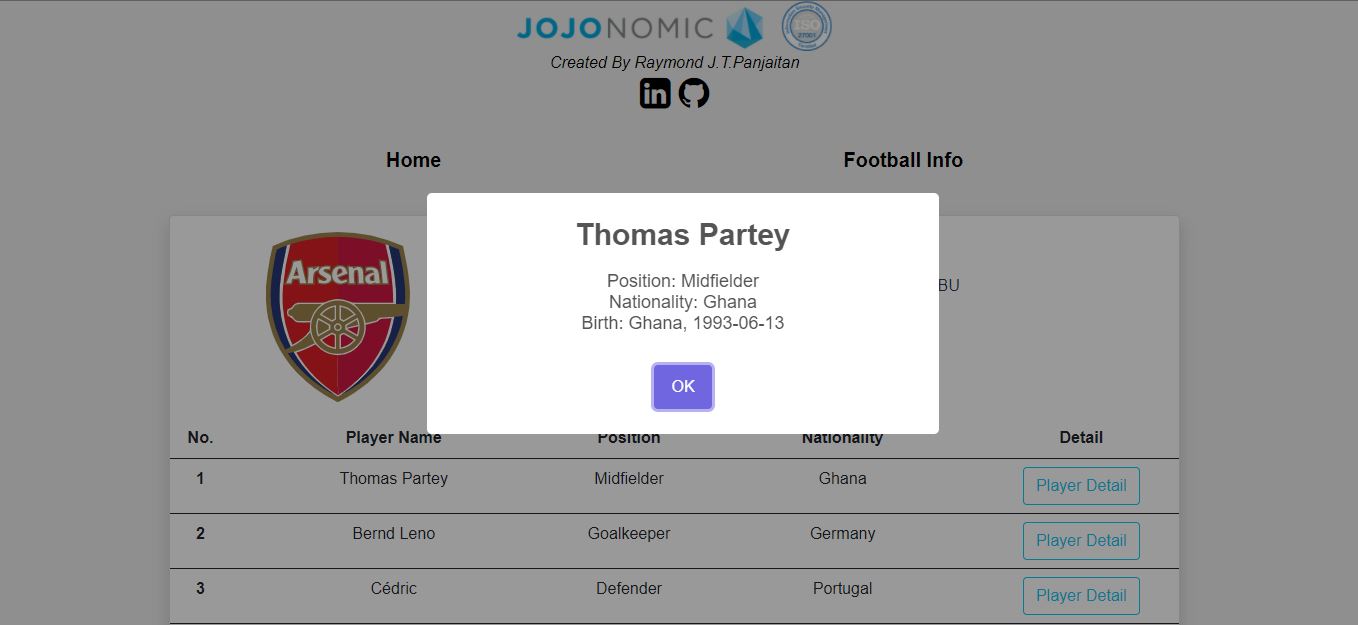 JOJONOMIC
ISO
27001
Created By Raymond J.T.Panjaitan
in
Home Football Info
Thomas Partey
Arsenal
Position: Midfielder
BU
Nationality: Ghana
Birth: Ghana, 1993-06-13
OK
No. Player Name Position Nationality Detail
1 Thomas Partey Midfielder Ghana Player Detail
2 Bernd Leno Goalkeeper Germany Player Detail
3 Cédric Defender Portugal Player Detail